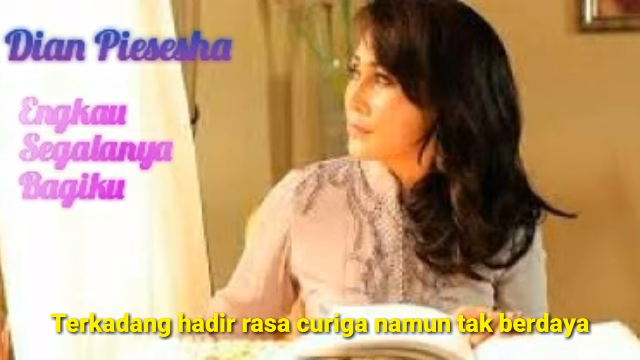 Dian Piesesha
Engkau
Segalanya
Bagiku
Terkadang hadir rasa curiga namun tak berdaya